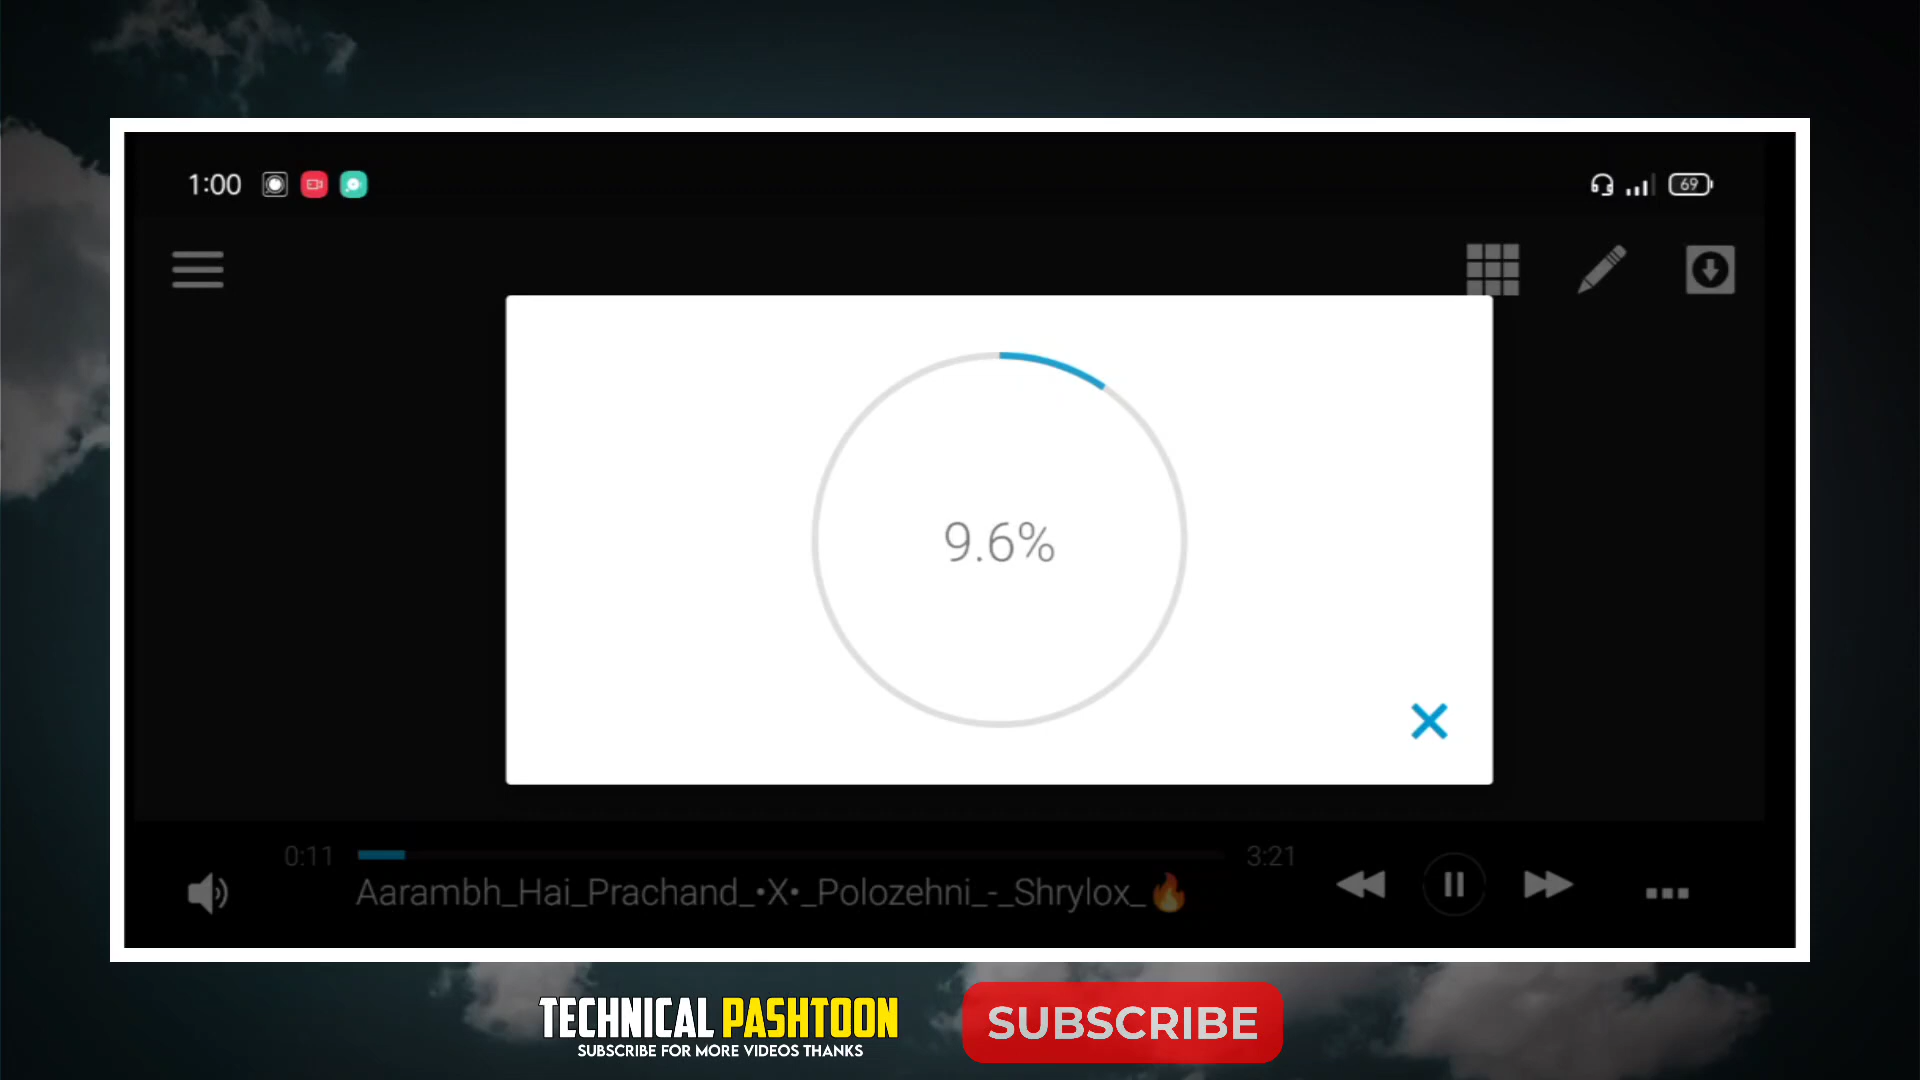 1:00
69
9.6%
0:11
3:21
Aarambh_Hai_Prachand_•X•_Polozehni_-_Shrylox_🔥
TECHNICAL PASHTOON
SUBSCRIBE FOR MORE VIDEOS THANKS
SUBSCRIBE